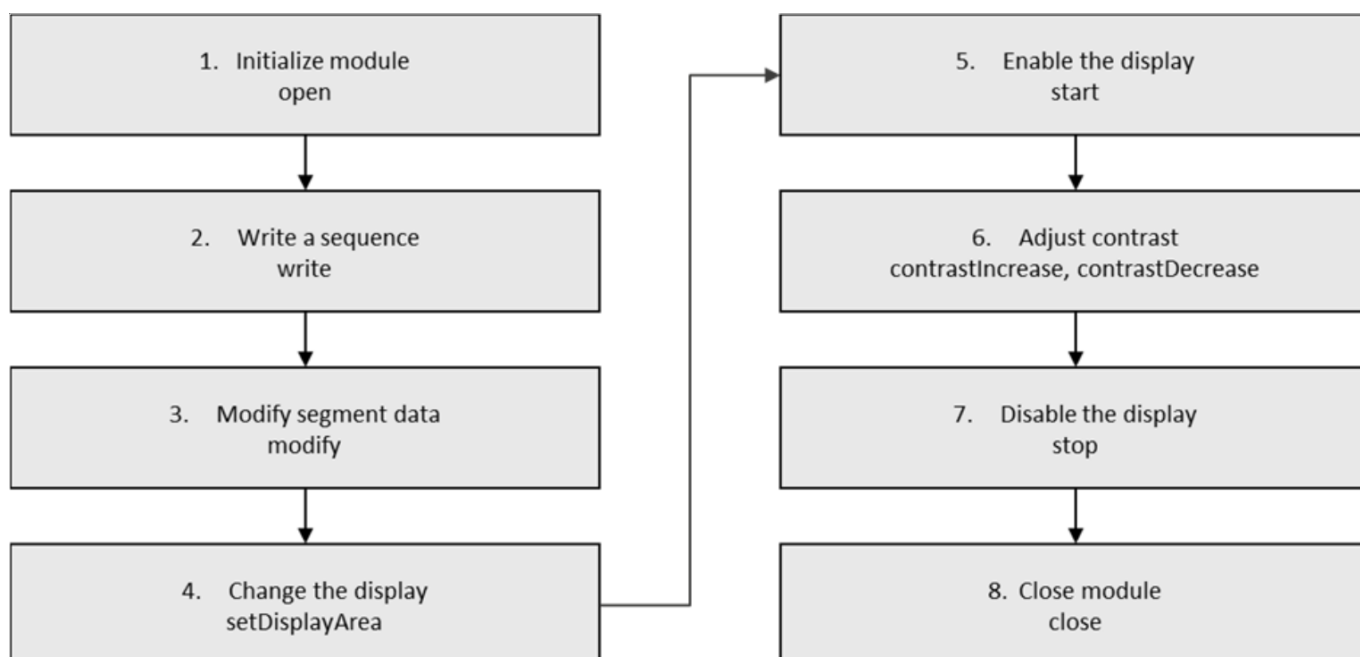 1. Initialize module
open
2. Write a sequence
write
3. Modify segment data
modify
4. Change the display
setDisplayArea
5. Enable the display
start
6. Adjust contrast
contrastIncrease, contrastDecrease
7. Disable the display
stop
8. Close module
close